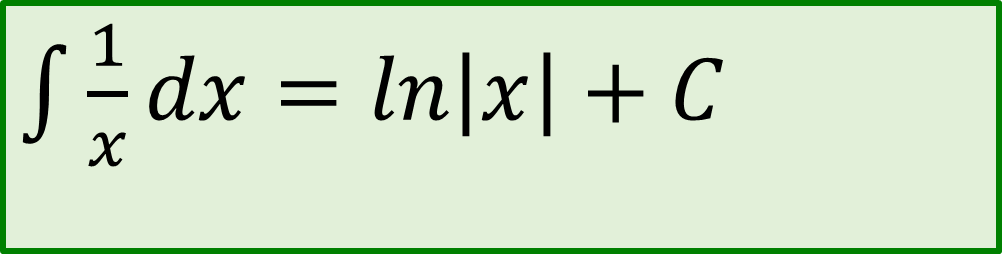 ∫ 1/x dx = ln|x| + C